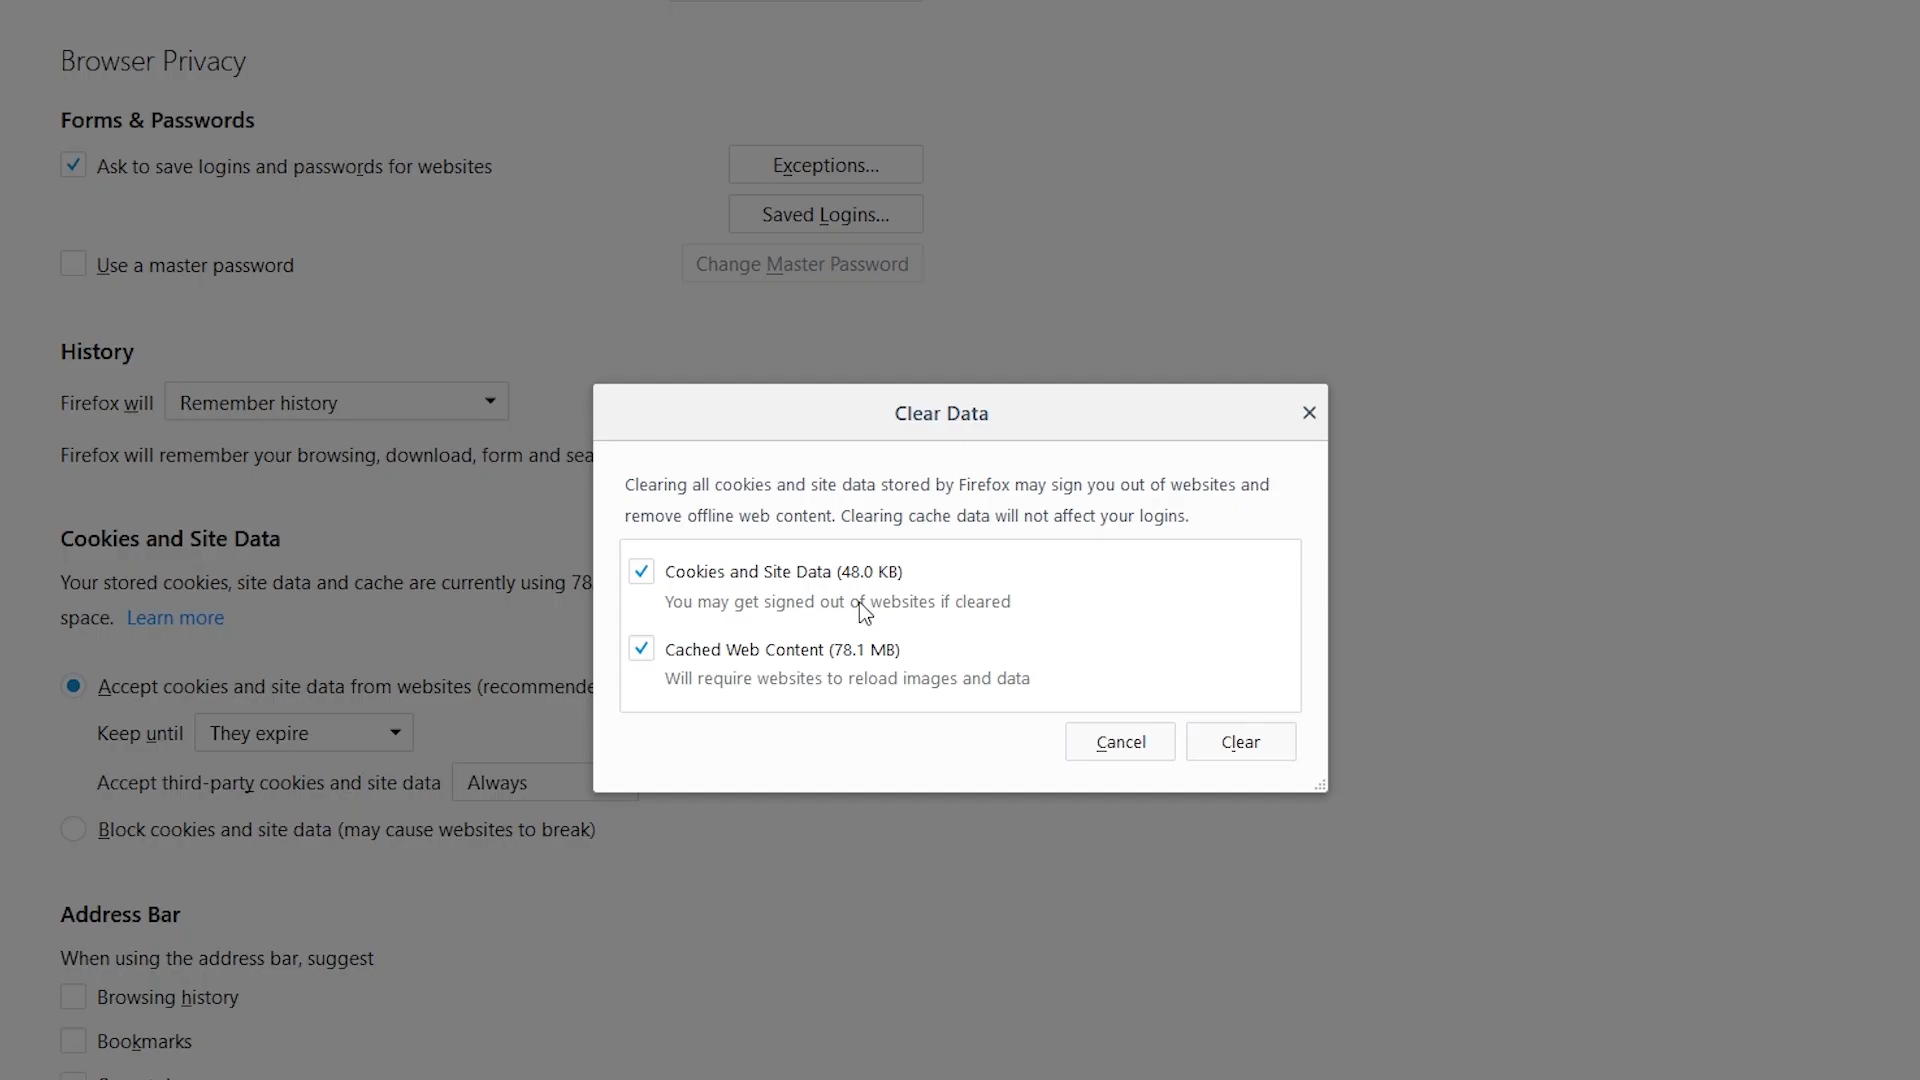 Browser Privacy
Forms & Passwords
Ask to save logins and passwords for websites
Exceptions...
Saved Logins...
Use a master password
Change Master Password
History
Firefox will
Remember history
Firefox will remember your browsing, download, form and sea
Cookies and Site Data
Your stored cookies, site data and cache are currently using 78
space. Learn more
Accept cookies and site data from websites (recommende
Keep until
They expire
Accept third-party cookies and site data
Always
Block cookies and site data (may cause websites to break)
Address Bar
When using the address bar, suggest
Browsing history
Bookmarks
Clear Data
Clearing all cookies and site data stored by Firefox may sign you out of websites and
remove offline web content. Clearing cache data will not affect your logins.
Cookies and Site Data (48.0 KB)
You may get signed out of websites if cleared
Cached Web Content (78.1 MB)
Will require websites to reload images and data
Cancel
Clear